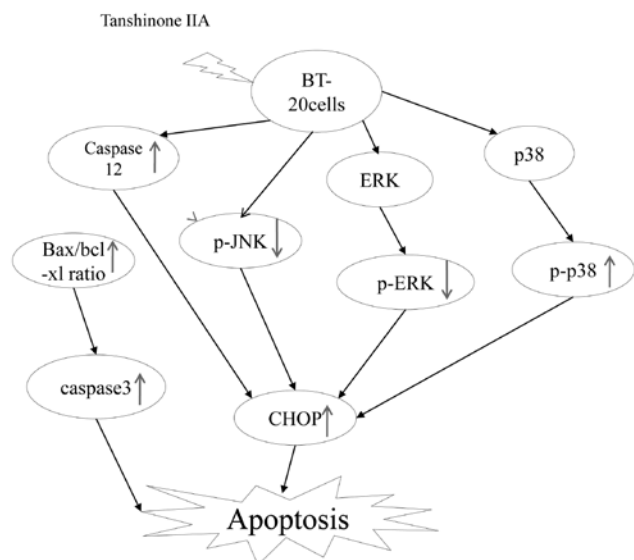 Tanshinone IIA
BT-
20cells
Caspase
12
ERK
p38
p-JNK
Bax/bcl
-xl ratio
p-ERK
p-p38
caspase3
CHOP
Apoptosis